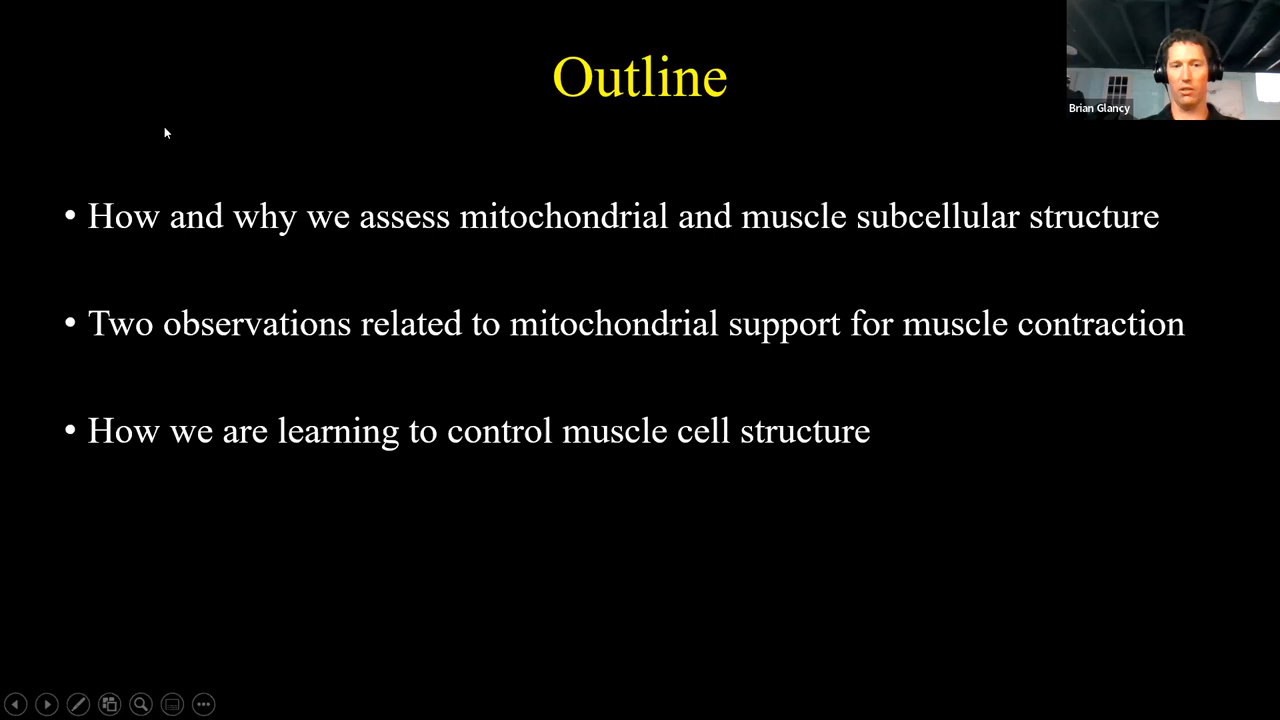 Outline
Brian Glancy
• How and why we assess mitochondrial and muscle subcellular structure
• Two observations related to mitochondrial support for muscle contraction
• How we are learning to control muscle cell structure